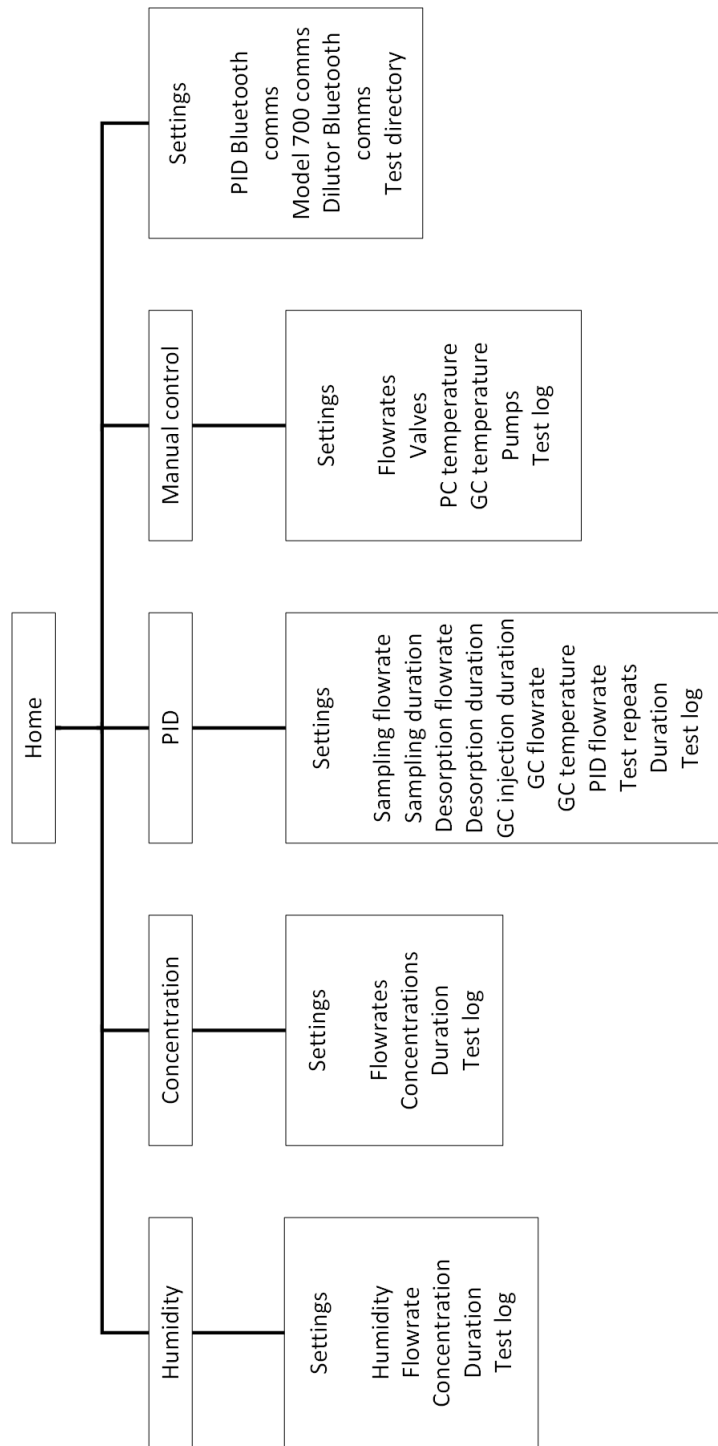 Home
Humidity
Settings
Humidity
Flowrate
Concentration
Duration
Test log
Concentration
Settings
Flowrates
Concentrations
Duration
Test log
PID
Settings
Sampling flowrate
Sampling duration
Desorption flowrate
Desorption duration
GC injection duration
GC flowrate
GC temperature
PID flowrate
Test repeats
Duration
Test log
Manual control
Settings
Flowrates
Valves
PC temperature
GC temperature
Pumps
Test log
Settings
PID Bluetooth
comms
Model 700 comms
Dilutor Bluetooth
comms
Test directory